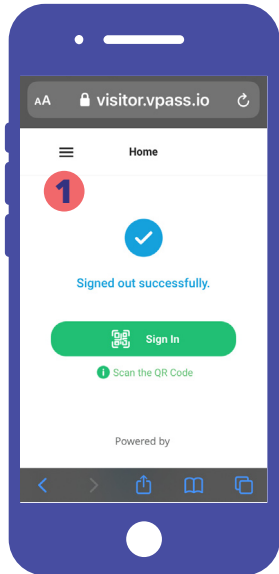 AA visitor.vpass.io
Home
1
Signed out successfully.
Sign In
i Scan the QR Code
Powered by